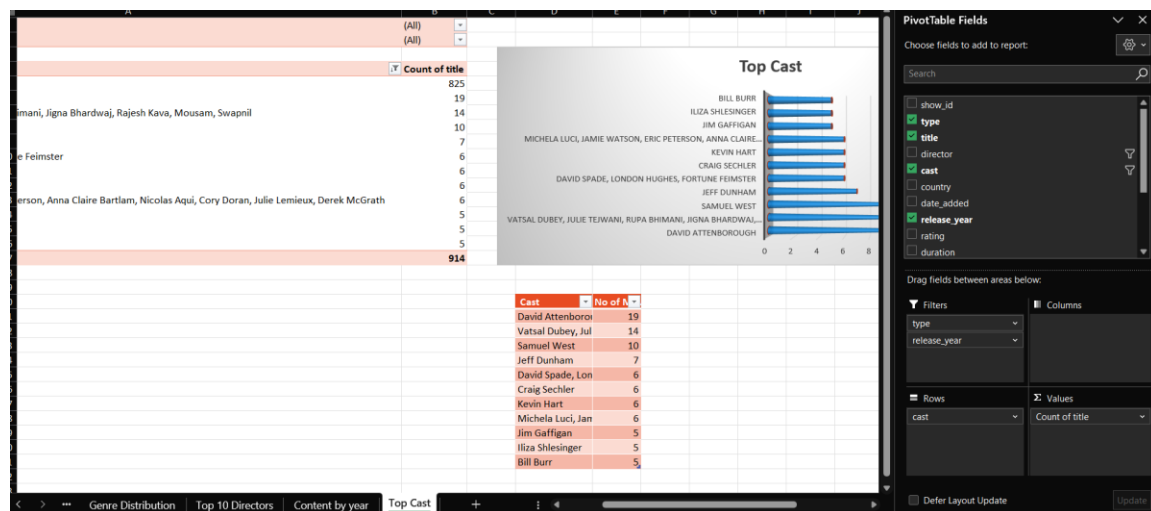 A B C D E F G H I J
(All)
(All)
Count of title
825
19
imani, Jigna Bhardwaj, Rajesh Kava, Mousam, Swapnil 14
10
7
e Feimster 6
6
6
erson, Anna Claire Bartlam, Nicolas Aqui, Cory Doran, Julie Lemieux, Derek McGrath 6
5
5
5
914
Top Cast
BILL BURR
ILIZA SHLESINGER
JIM GAFFIGAN
MICHELA LUCI, JAMIE WATSON, ERIC PETERSON, ANNA CLAIRE...
KEVIN HART
CRAIG SECHLER
DAVID SPADE, LONDON HUGHES, FORTUNE FEIMSTER
JEFF DUNHAM
SAMUEL WEST
VATSAL DUBEY, JULIE TEJWANI, RUPA BHIMANI, JIGNA BHARDWAJ,...
DAVID ATTENBOROUGH
0 2 4 6 8
Cast No of
David Attenborou 19
Vatsal Dubey, Jul 14
Samuel West 10
Jeff Dunham 7
David Spade, Lon 6
Craig Sechler 6
Kevin Hart 6
Michela Luci, Jam 6
Jim Gaffigan 5
Iliza Shlesinger 5
Bill Burr 5
Genre Distribution Top 10 Directors Content by year Top Cast
PivotTable Fields
Choose fields to add to report:
Search
show_id
type
title
director
cast
country
date_added
release_year
rating
duration
Drag fields between areas below:
Filters Columns
type
release_year
Rows Σ Values
cast Count of title
Defer Layout Update Update